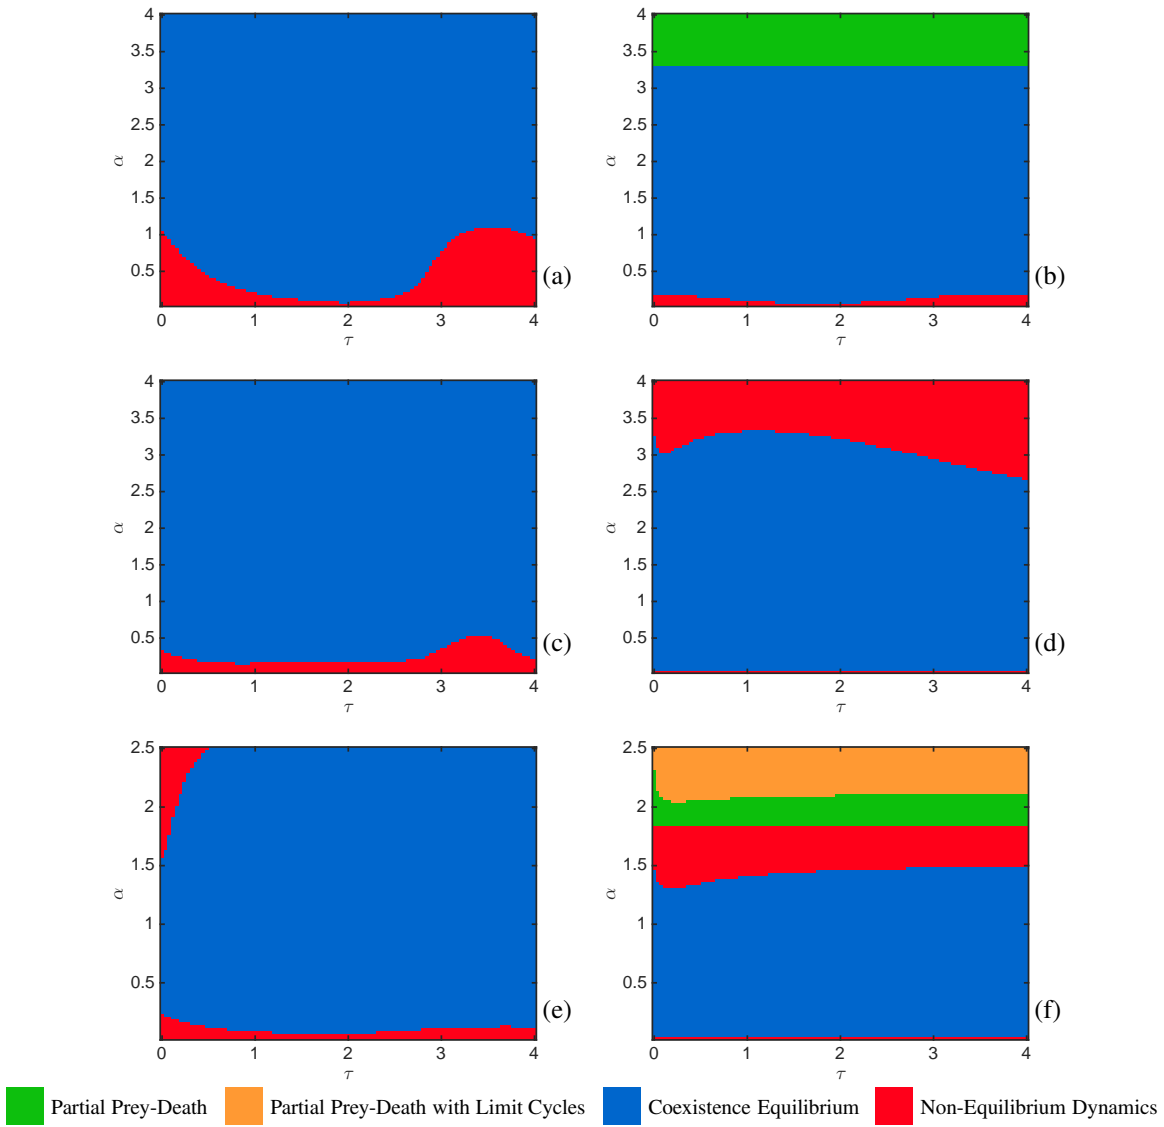 4
3.5
3
2.5
2
1.5
1
0.5
α
0 1 2 3 4
τ
(a)
4
3.5
3
2.5
2
1.5
1
0.5
α
0 1 2 3 4
τ
(b)
4
3.5
3
2.5
2
1.5
1
0.5
α
0 1 2 3 4
τ
(c)
4
3.5
3
2.5
2
1.5
1
0.5
α
0 1 2 3 4
τ
(d)
2.5
2
1.5
1
0.5
α
0 1 2 3 4
τ
(e)
2.5
2
1.5
1
0.5
α
0 1 2 3 4
τ
(f)
Partial Prey-Death Partial Prey-Death with Limit Cycles Coexistence Equilibrium Non-Equilibrium Dynamics